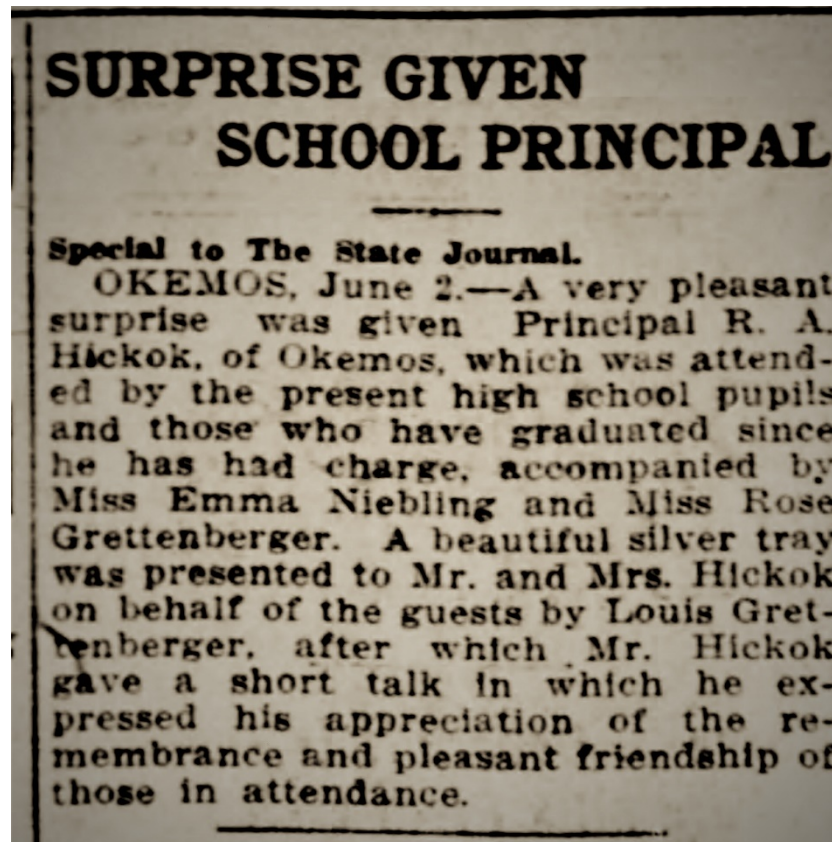 SURPRISE GIVEN
SCHOOL PRINCIPAL
Special to The State Journal.
OKEMOS, June 2.—A very pleasant
surprise was given Principal R. A.
Hickok, of Okemos, which was attend-
ed by the present high school pupils
and those who have graduated since
he has had charge, accompanied by
Miss Emma Niebling and Miss Rose
Grettenberger. A beautiful silver tray
was presented to Mr. and Mrs. Hickok
on behalf of the guests by Louis Gret-
tenberger, after which Mr. Hickok
gave a short talk in which he ex-
pressed his appreciation of the re-
membrance and pleasant friendship of
those in attendance.